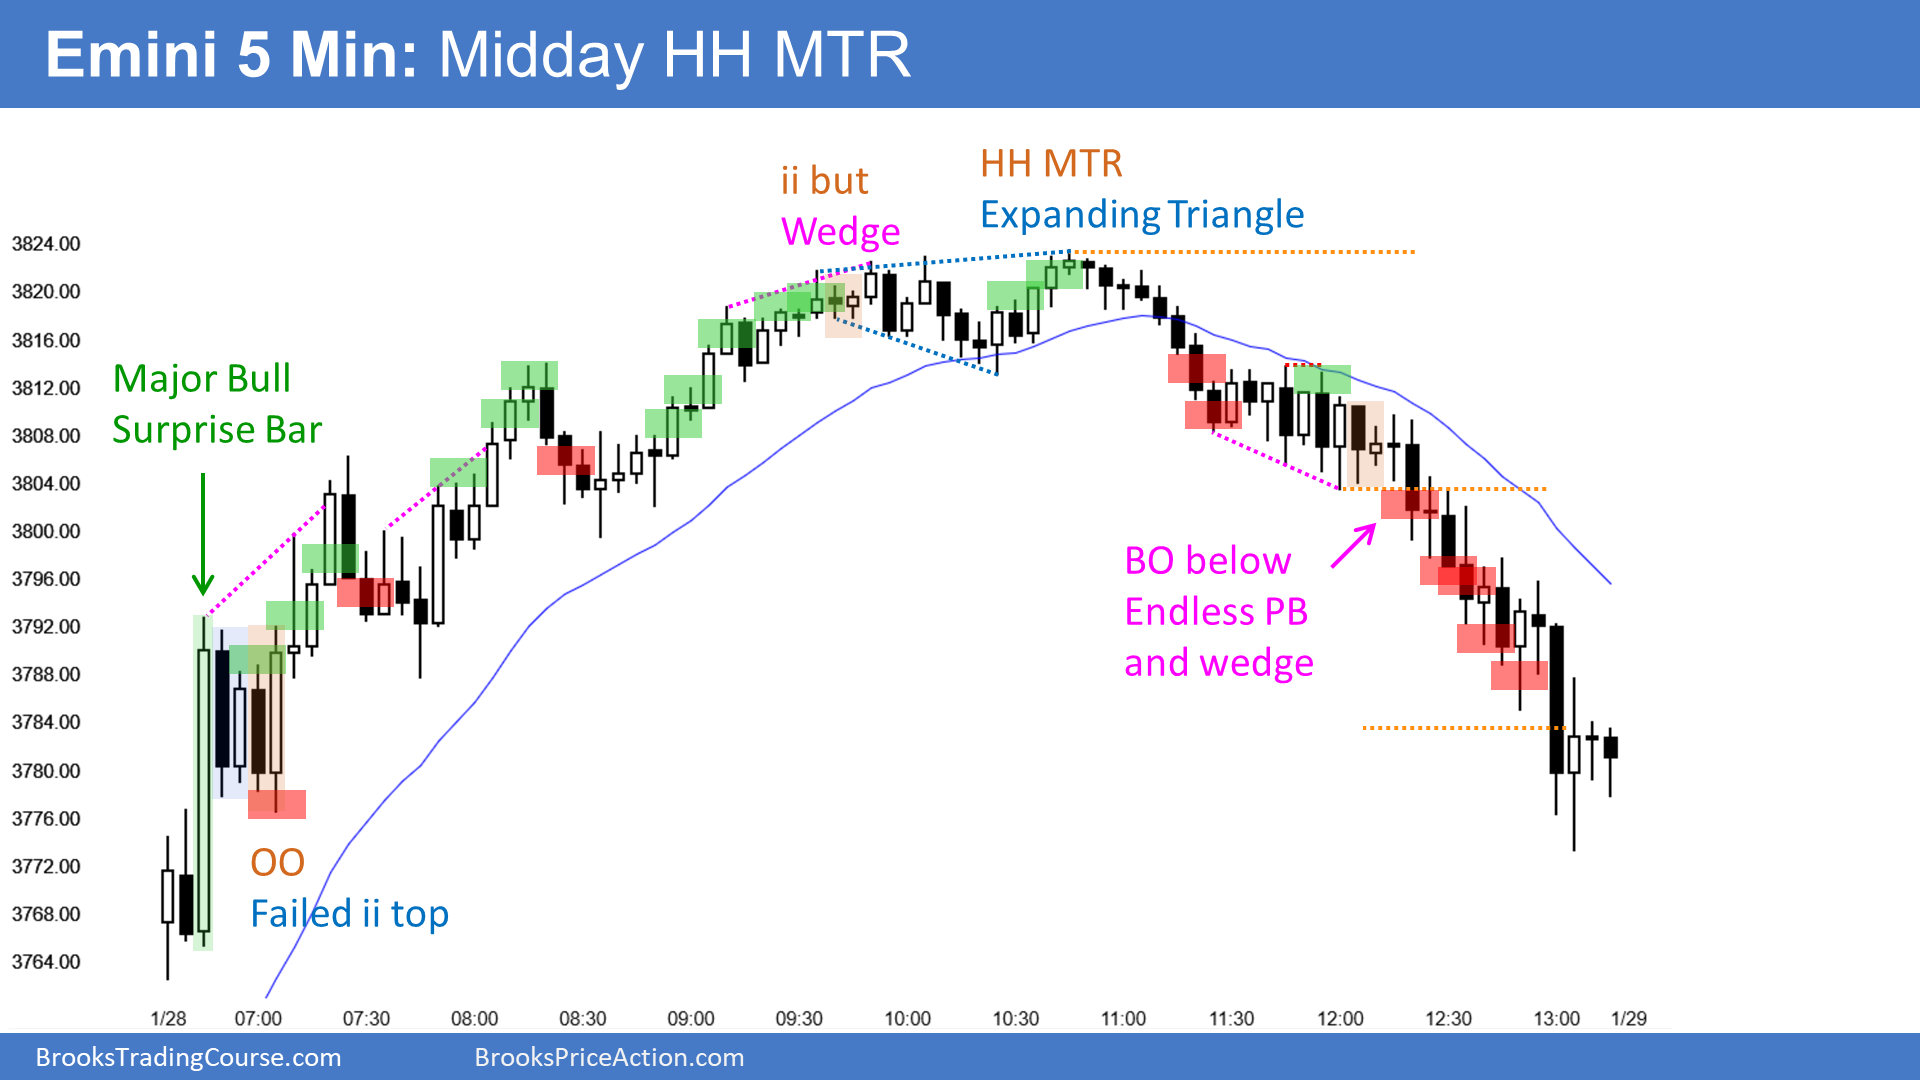 Emini 5 Min: Midday HH MTR
HH MTR
Expanding Triangle
ii but
Wedge
Major Bull
Surprise Bar
OO
Failed ii top
BO below
Endless PB
and wedge
3824.00
3820.00
3816.00
3812.00
3808.00
3804.00
3800.00
3796.00
3792.00
3788.00
3784.00
3780.00
3776.00
3772.00
3768.00
3764.00
1/28 07:00 07:30 08:00 08:30 09:00 09:30 10:00 10:30 11:00 11:30 12:00 12:30 13:00 1/29
BrooksTradingCourse.com BrooksPriceAction.com